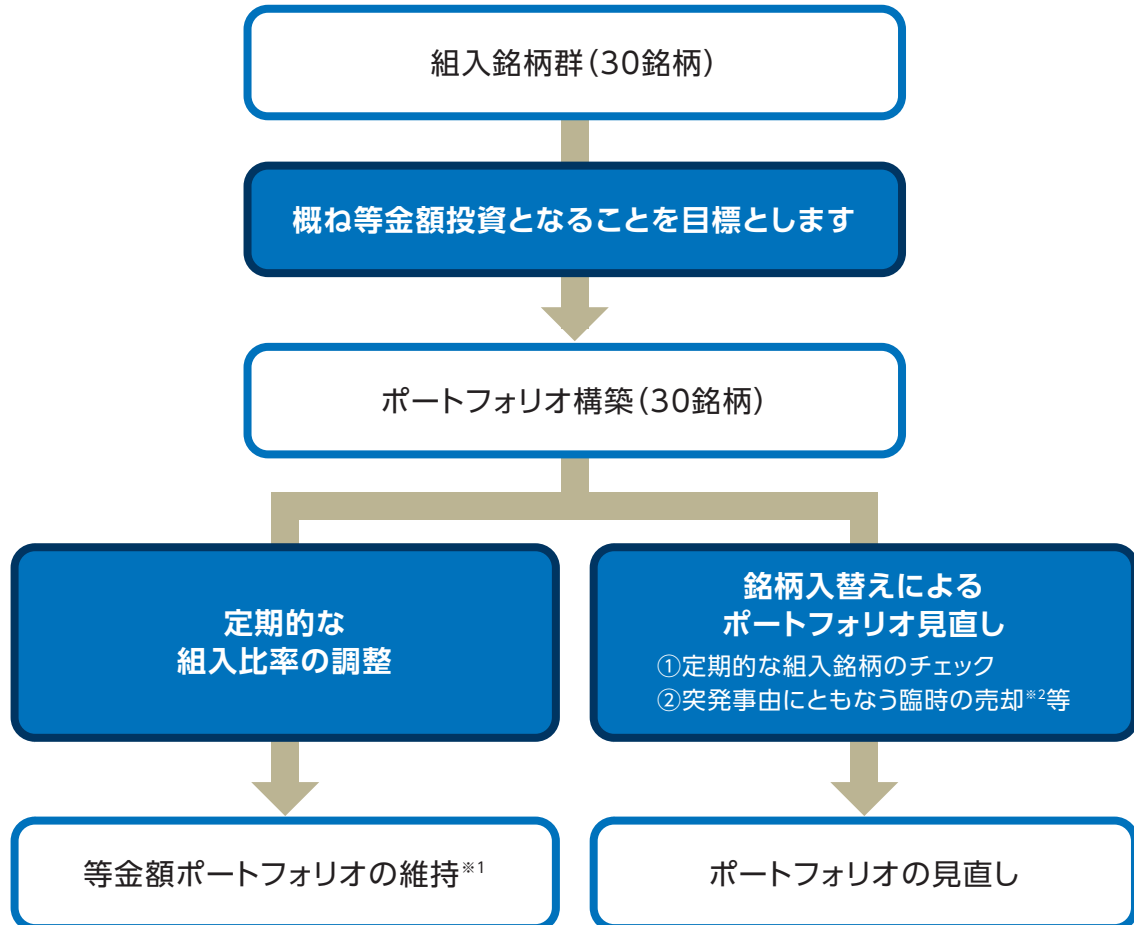 組入銘柄群(30銘柄)
概ね等金額投資となることを目標とします
ポートフォリオ構築(30銘柄)
定期的な
組入比率の調整
銘柄入替えによる
ポートフォリオ見直し
①定期的な組入銘柄のチェック
②突発事由にともなう臨時の売却※2等
等金額ポートフォリオの維持※1
ポートフォリオの見直し